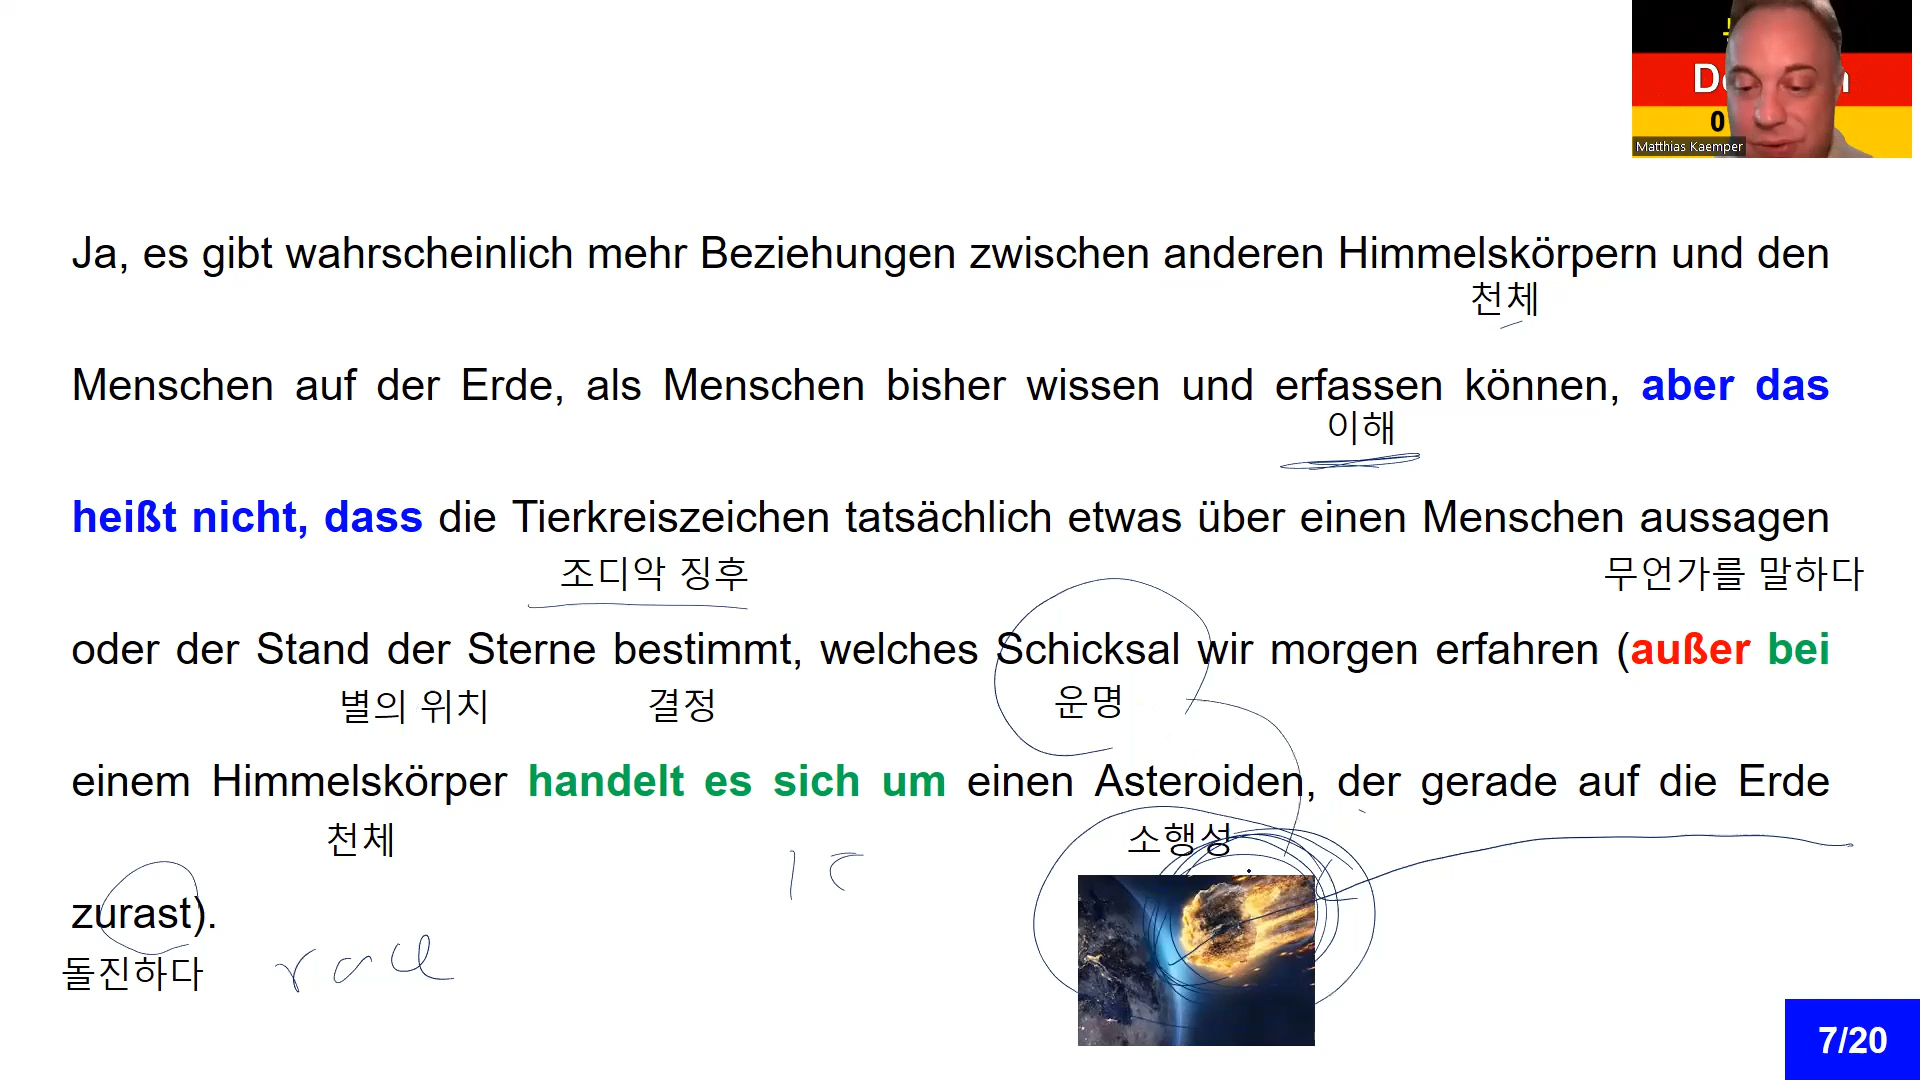 Matthias Kaemper
Ja, es gibt wahrscheinlich mehr Beziehungen zwischen anderen Himmelskörpern und den
천체
Menschen auf der Erde, als Menschen bisher wissen und erfassen können, aber das
이해
heißt nicht, dass die Tierkreiszeichen tatsächlich etwas über einen Menschen aussagen
조디악 징후 무언가를 말하다
oder der Stand der Sterne bestimmt, welches Schicksal wir morgen erfahren (außer bei
별의 위치 결정 운명
einem Himmelskörper handelt es sich um einen Asteroiden, der gerade auf die Erde
천체 소행성
zurast).
돌진하다
7/20